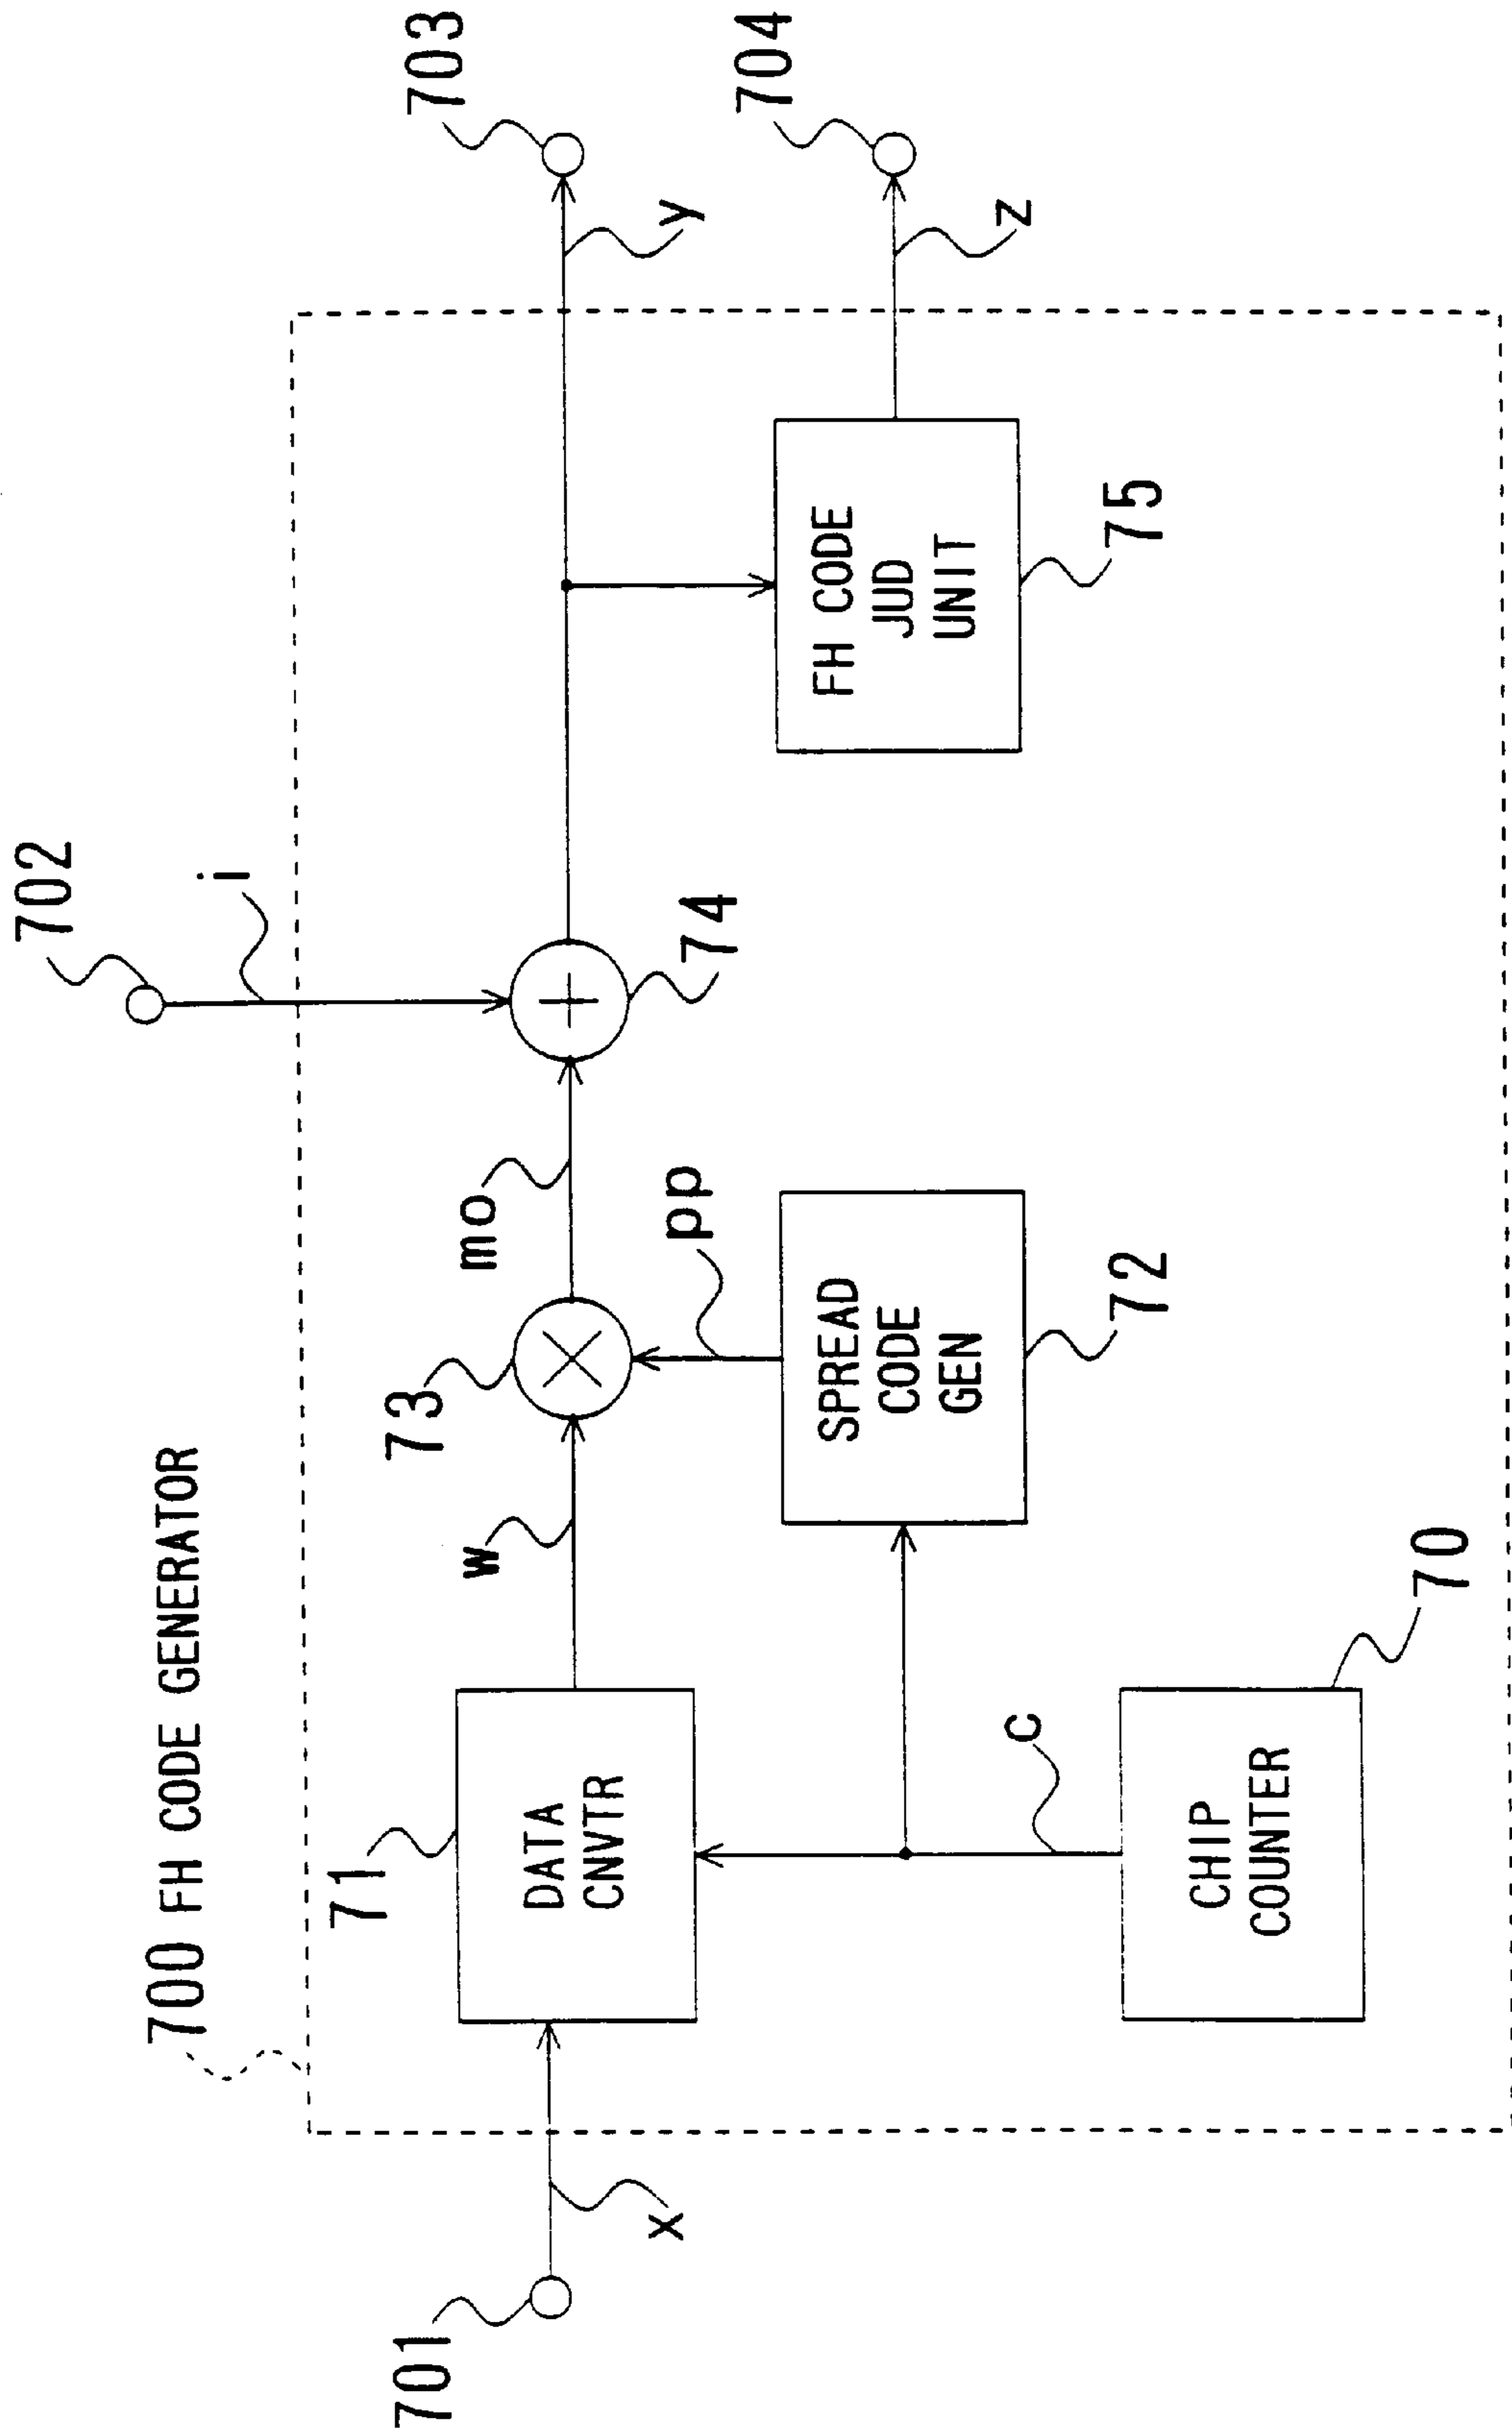 700 FH CODE GENERATOR
702
i
703
704
y
z
701
x
71
DATA
CNVTR
w
73
mo
74
pp
SPREAD
CODE
GEN
72
FH CODE
JUD
UNIT
75
c
CHIP
COUNTER
70